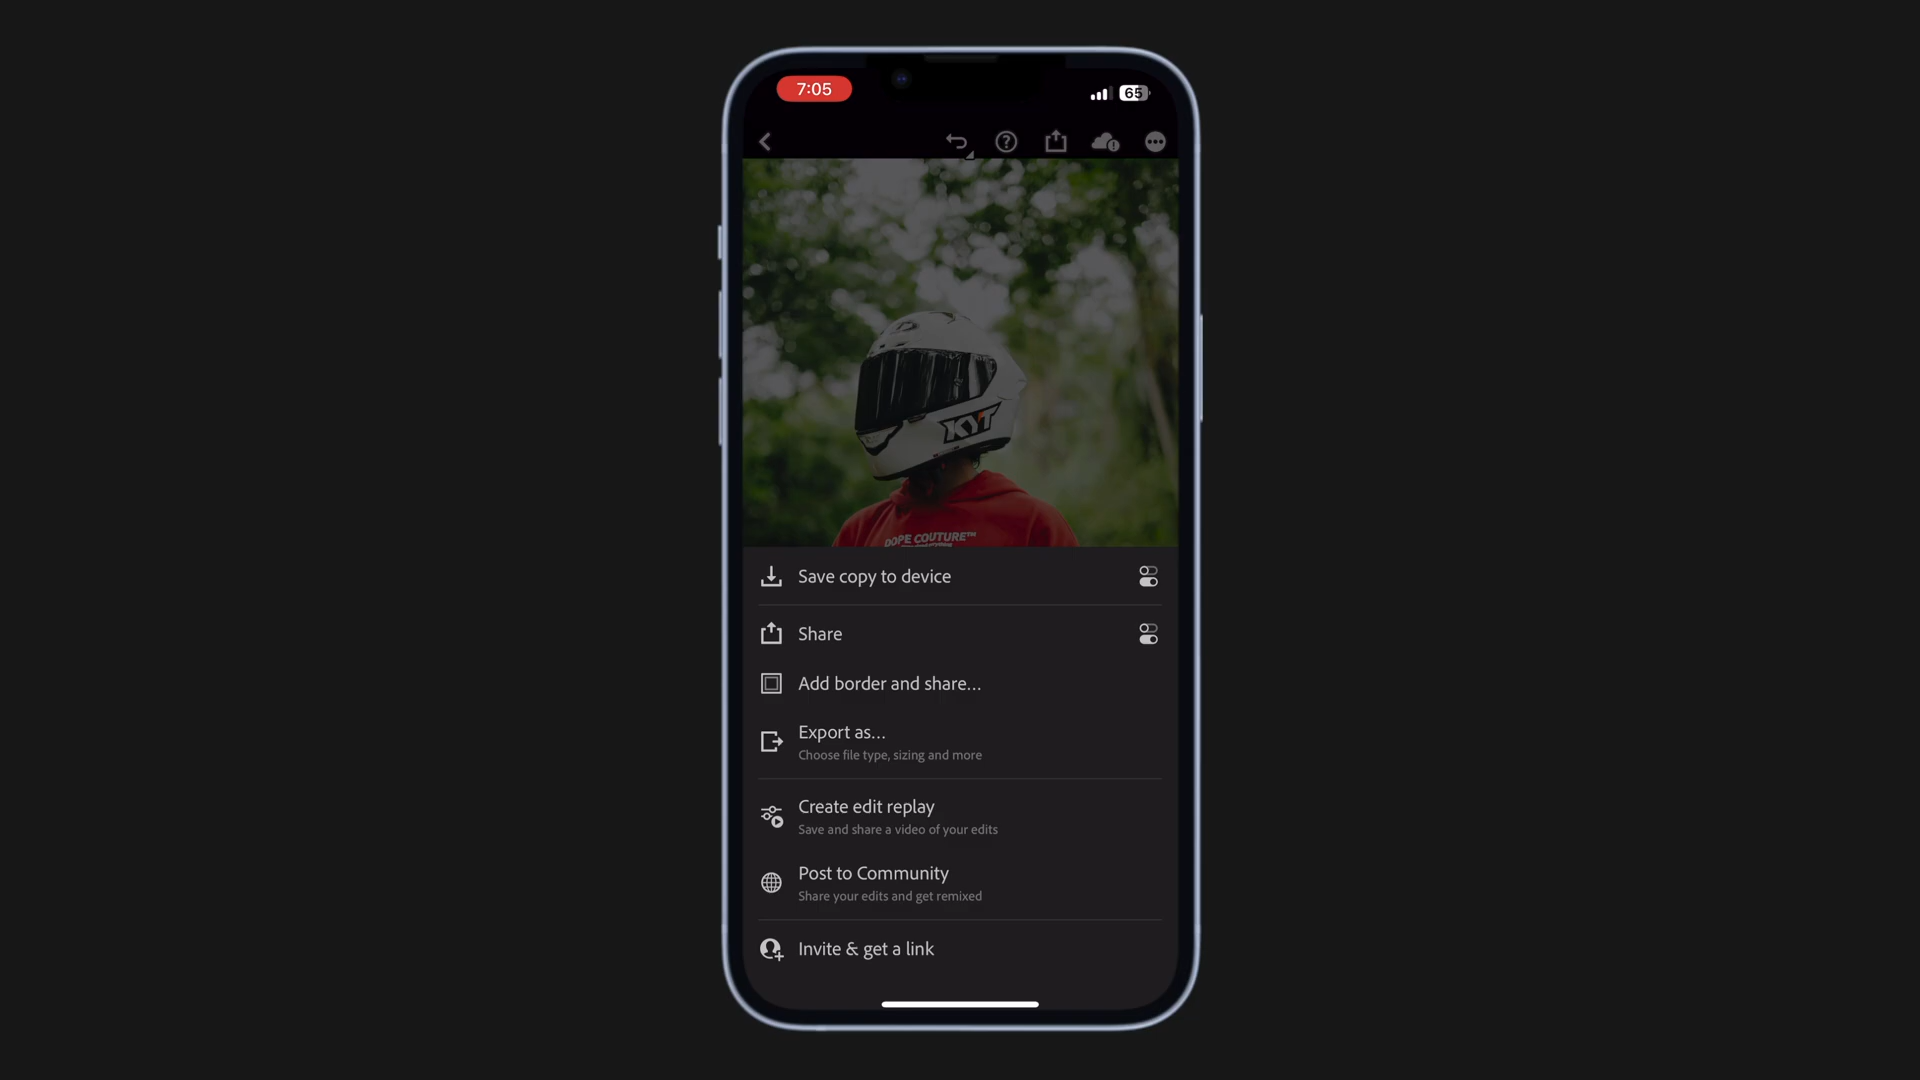 7:05
65
KYT
DOPE COUTURE™
Save copy to device
Share
Add border and share...
Export as...
Choose file type, sizing and more
Create edit replay
Save and share a video of your edits
Post to Community
Share your edits and get remixed
Invite & get a link